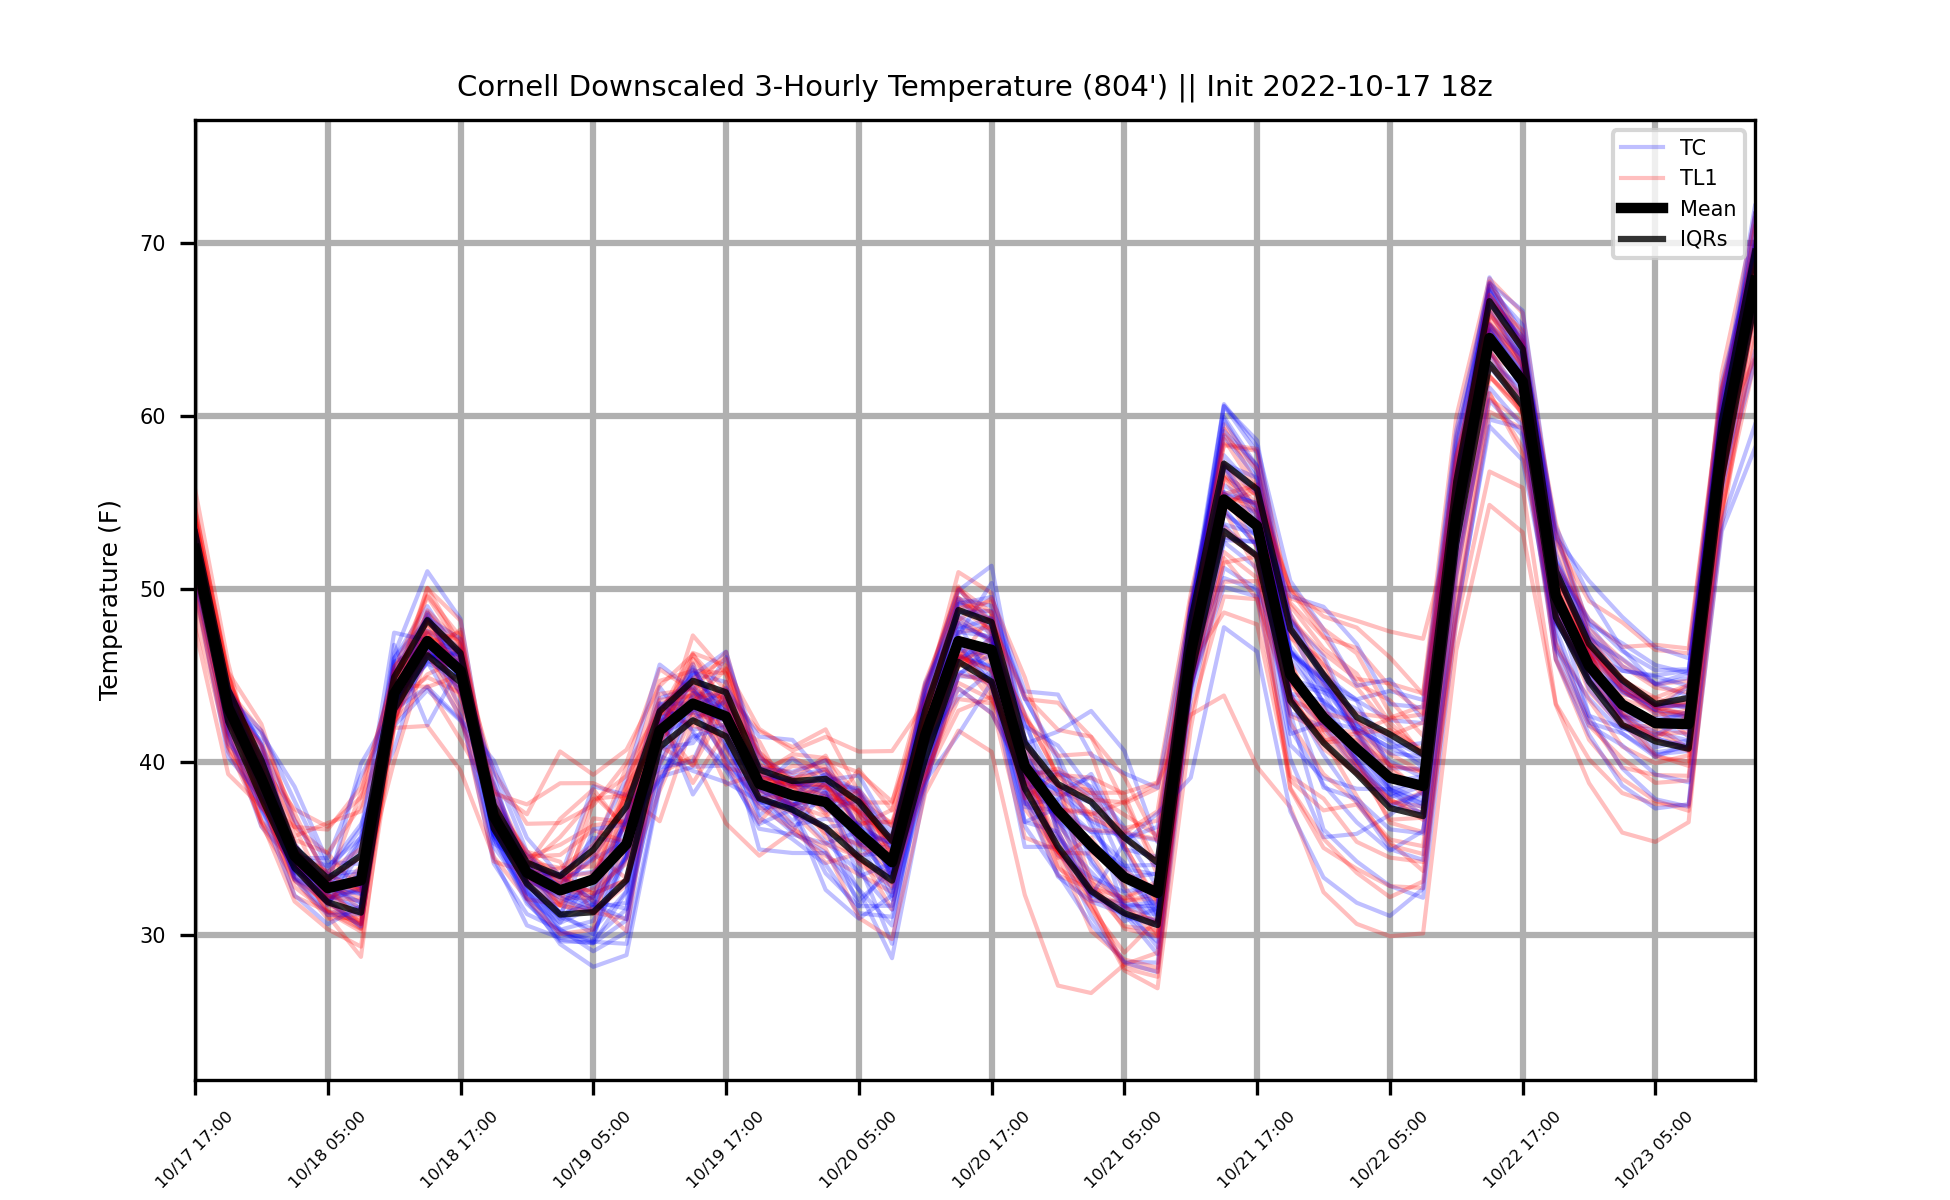 Cornell Downscaled 3-Hourly Temperature (804') || Init 2022-10-17 18z
TC
TL1
Mean
IQRs
70
60
50
40
30
Temperature (F)
10/17 17:00
10/18 05:00
10/18 17:00
10/19 05:00
10/19 17:00
10/20 05:00
10/20 17:00
10/21 05:00
10/21 17:00
10/22 05:00
10/22 17:00
10/23 05:00